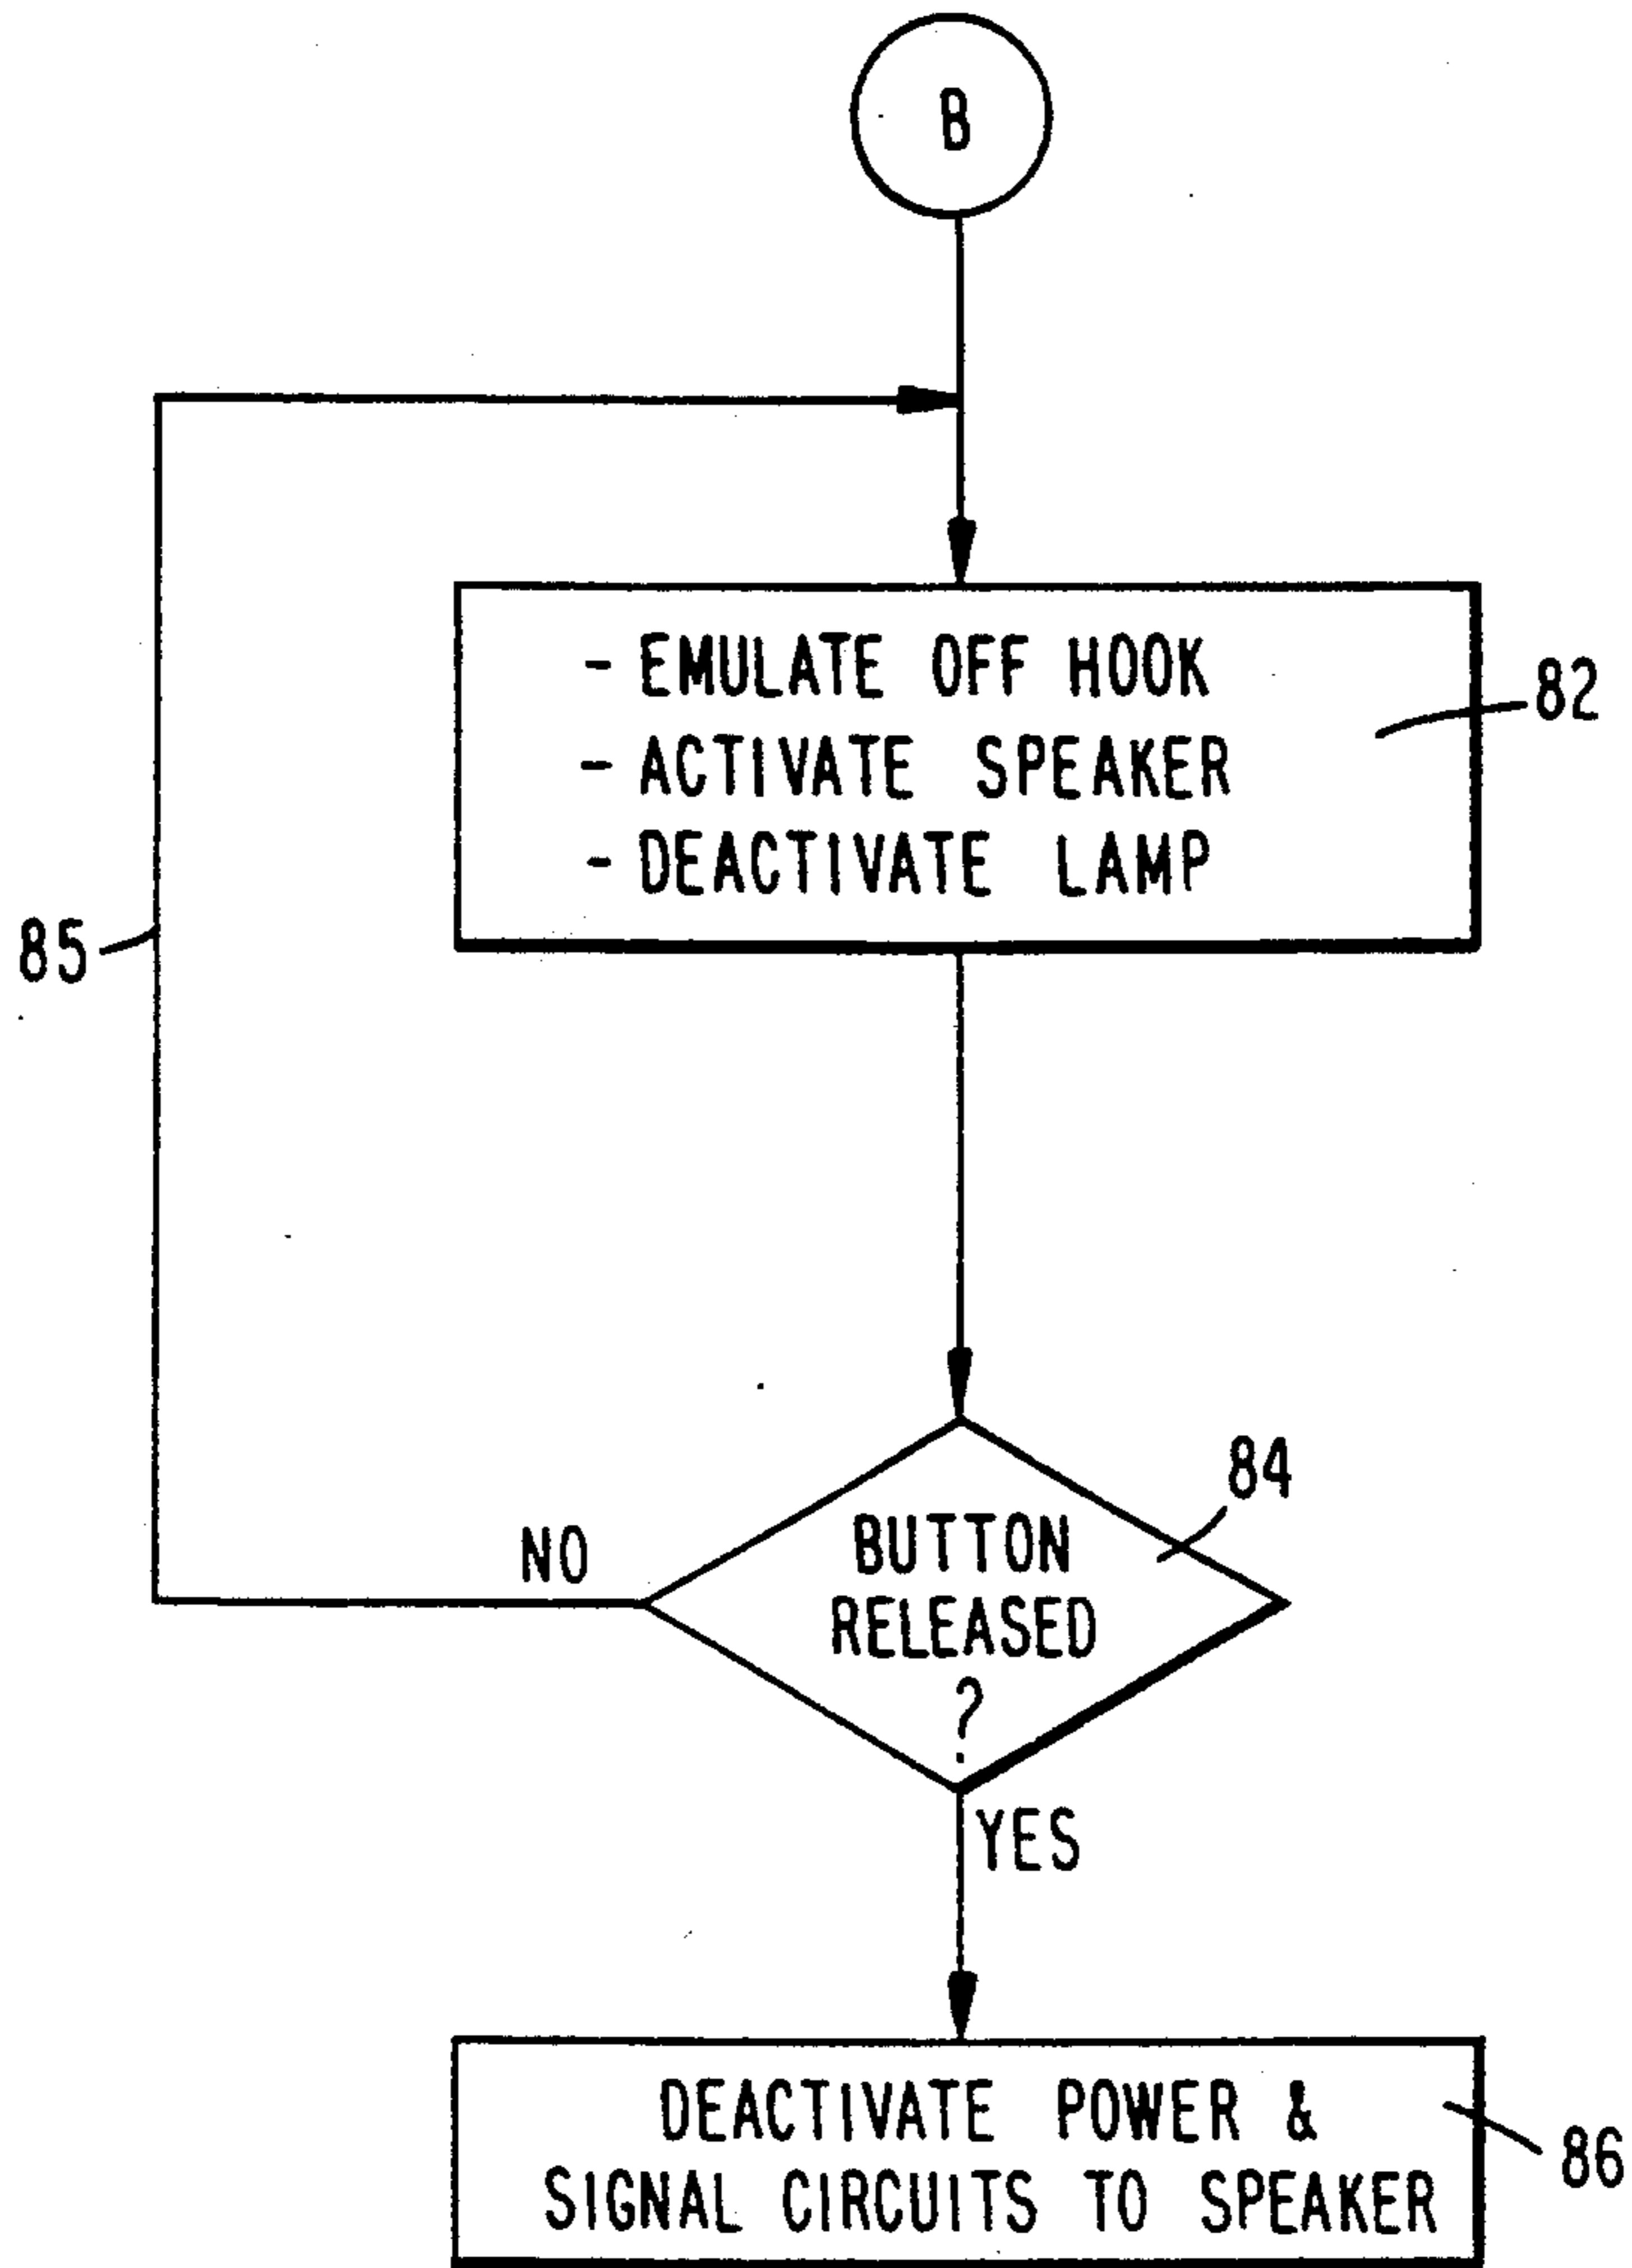 B
- EMULATE OFF HOOK
- ACTIVATE SPEAKER
- DEACTIVATE LAMP
82
85
84
NO
BUTTON
RELEASED
?
YES
DEACTIVATE POWER &
SIGNAL CIRCUITS TO SPEAKER
86